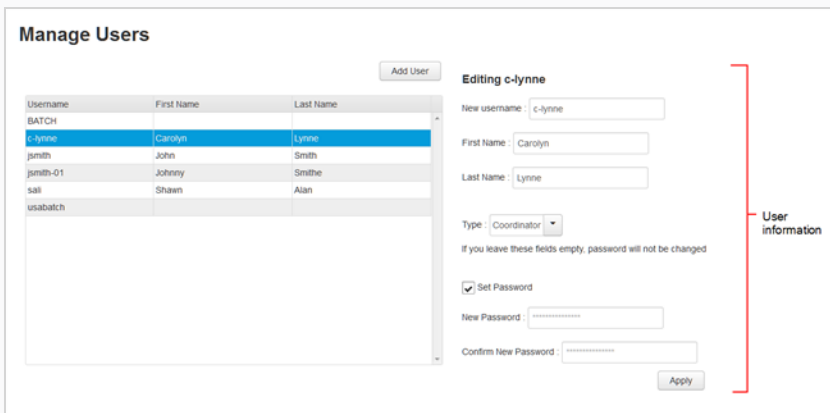 Manage Users
Add User
Username First Name Last Name
BATCH
c-lynne Carolyn Lynne
jsmith John Smith
jsmith-01 Johnny Smithe
sali Shawn Alan
usabatch
Editing c-lynne
New username : c-lynne
First Name : Carolyn
Last Name : Lynne
Type : Coordinator
If you leave these fields empty, password will not be changed
Set Password
New Password : ***************
Confirm New Password : ***************
Apply
User
information